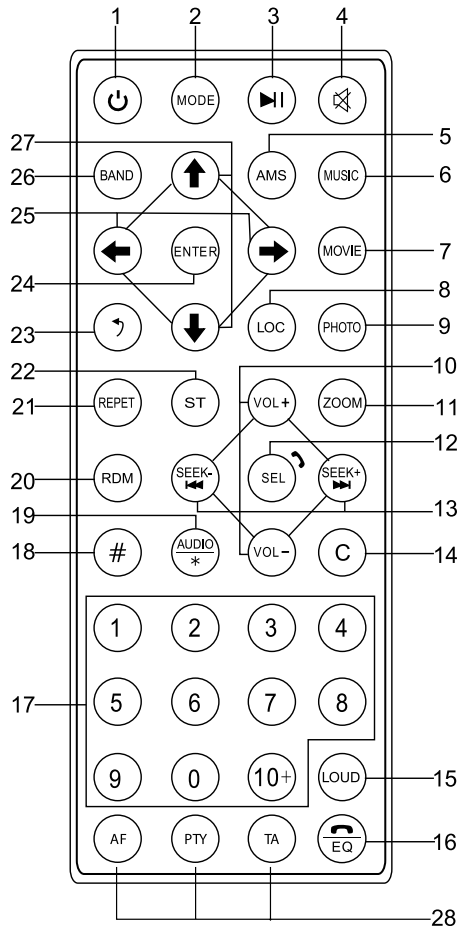 1 2 3 4
MODE
27 5
26 BAND AMS MUSIC 6
25
ENTER MOVIE 7
24 8
23 LOC PHOTO 9
22 10
21 REPET ST VOL+ ZOOM 11
12
20 RDM SEEK- SEL SEEK+
19 13
18 # AUDIO VOL- C 14
*
1 2 3 4
17 5 6 7 8
9 0 10+ LOUD 15
AF PTY TA EQ 16
28